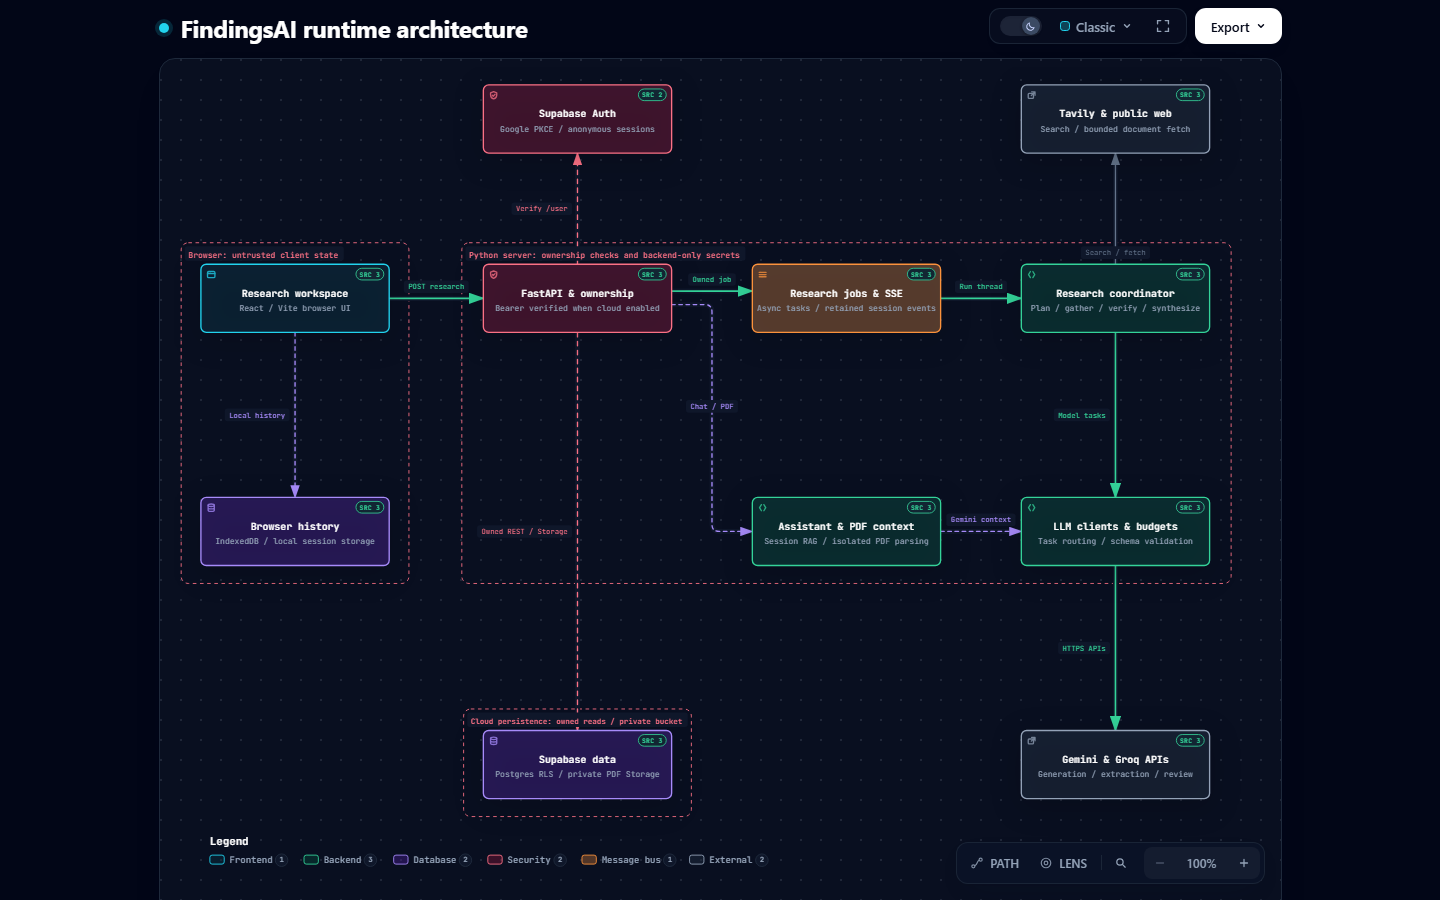 FindingsAI runtime architecture
Classic
Export
SRC 2
Supabase Auth
Google PKCE / anonymous sessions
SRC 3
Tavily & public web
Search / bounded document fetch
Verify /user
Browser: untrusted client state
Python server: ownership checks and backend-only secrets
Search / fetch
SRC 3
Research workspace
React / Vite browser UI
POST research
SRC 3
FastAPI & ownership
Bearer verified when cloud enabled
Owned job
SRC 3
Research jobs & SSE
Async tasks / retained session events
Run thread
SRC 3
Research coordinator
Plan / gather / verify / synthesize
Local history
Chat / PDF
Model tasks
SRC 3
Browser history
IndexedDB / local session storage
Owned REST / Storage
SRC 3
Assistant & PDF context
Session RAG / isolated PDF parsing
Gemini context
SRC 3
LLM clients & budgets
Task routing / schema validation
HTTPS APIs
Cloud persistence: owned reads / private bucket
SRC 3
Supabase data
Postgres RLS / private PDF Storage
SRC 3
Gemini & Groq APIs
Generation / extraction / review
Legend
Frontend 1 Backend 3 Database 2 Security 2 Message bus 1 External 2
PATH LENS − 100% +